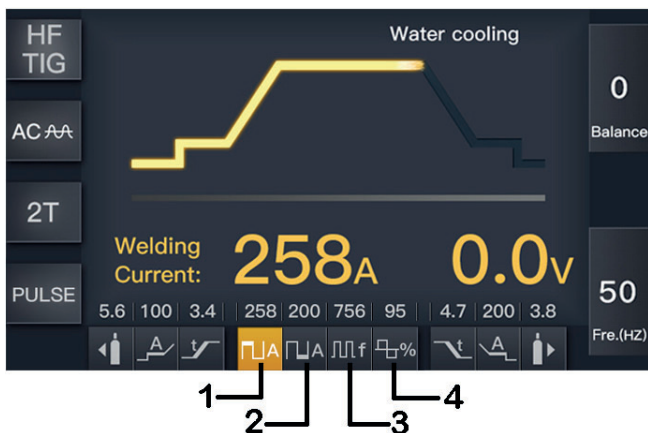 HF
TIG
Water cooling
0
Balance
AC
2T
Welding
Current:
258A
0.0V
PULSE
50
Fre.(HZ)
5.6 100 3.4 258 200 756 95 4.7 200 3.8
A t A A f % t A
1
2
3
4